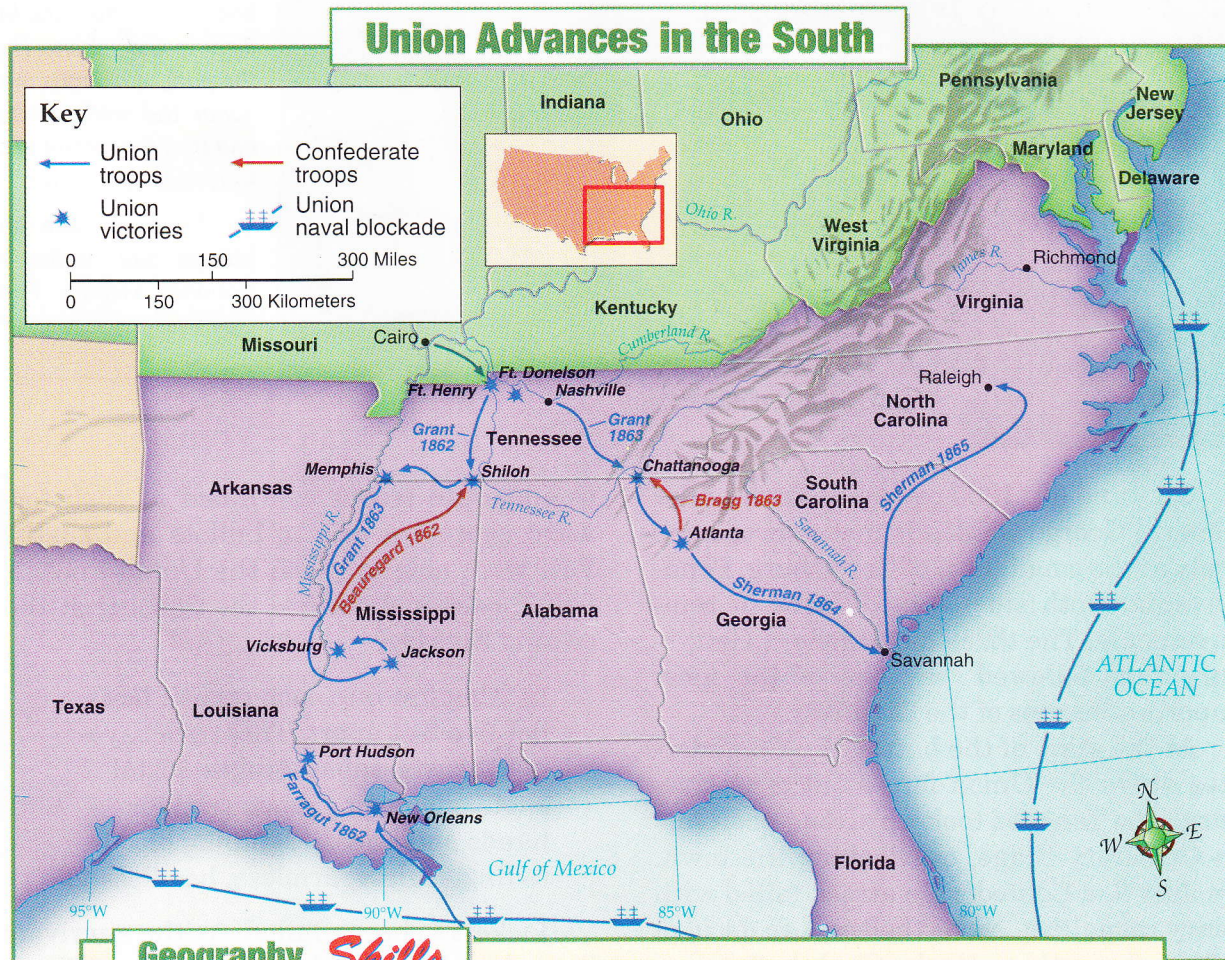 Union Advances in the South
Key
Union
troops
Confederate
troops
Union
victories
Union
naval blockade
0 150 300 Miles
0 150 300 Kilometers
Indiana
Ohio
Pennsylvania
New
Jersey
Maryland
Delaware
Ohio R.
West
Virginia
James R.
Richmond
Virginia
Kentucky
Cumberland R.
Missouri
Cairo
Ft. Henry
Ft. Donelson
Nashville
Raleigh
North
Carolina
Grant
1862
Tennessee
Grant
1863
Memphis
Shiloh
Chattanooga
Arkansas
Tennessee R.
Bragg 1863
South
Carolina
Sherman 1865
Mississippi R.
Grant 1863
Beauregard 1862
Atlanta
Savannah R.
Sherman 1864
Mississippi
Alabama
Georgia
Vicksburg
Jackson
Savannah
ATLANTIC
OCEAN
Texas
Louisiana
Port Hudson
Farragut 1862
New Orleans
Gulf of Mexico
Florida
N
W
E
S
95°W
90°W
85°W
80°W
Geography Skills